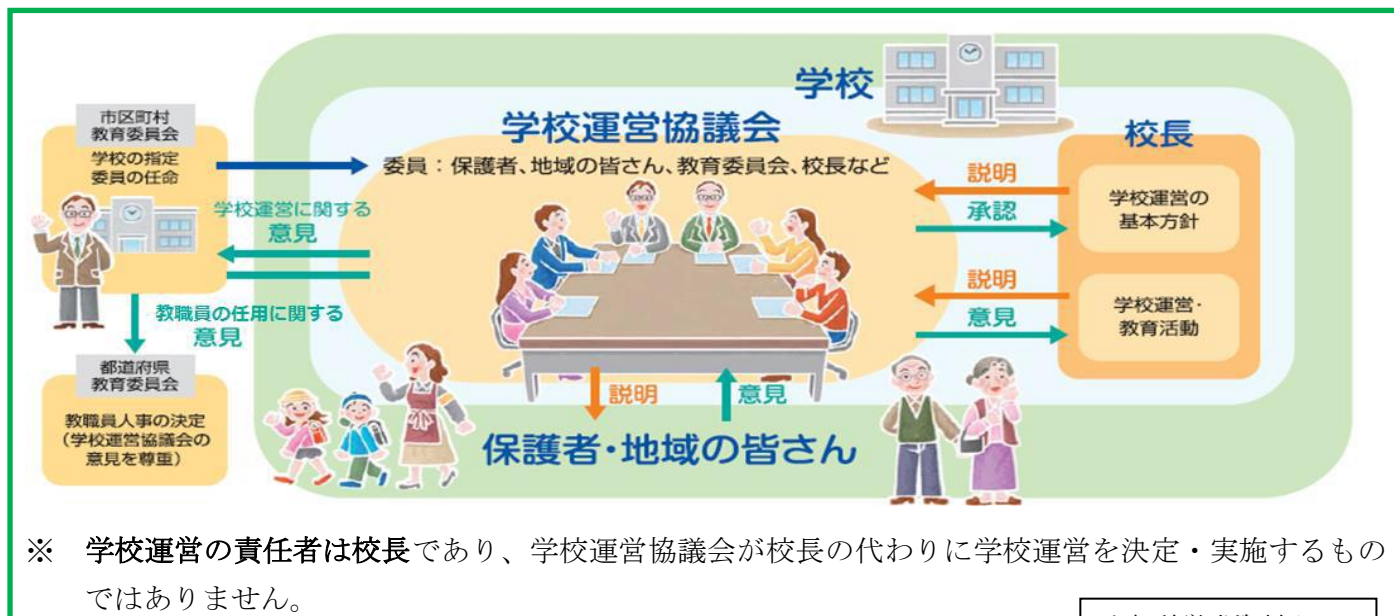 学校
学校運営協議会
委員：保護者、地域の皆さん、教育委員会、校長など
市区町村
教育委員会
学校の指定
委員の任命
学校運営に関する
意見
教職員の任用に関する
意見
都道府県
教育委員会
教職員人事の決定
（学校運営協議会の
意見を尊重）
校長
説明
承認
学校運営の
基本方針
説明
意見
学校運営・
教育活動
説明
意見
保護者・地域の皆さん
※　学校運営の責任者は校長であり、学校運営協議会が校長の代わりに学校運営を決定・実施するもの
ではありません。